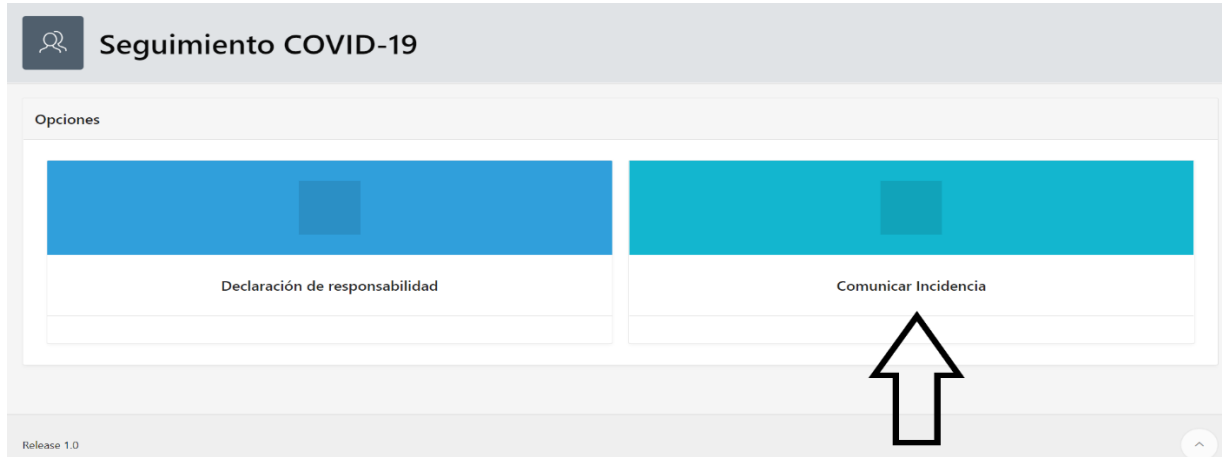 Seguimiento COVID-19
Opciones
Declaración de responsabilidad
Comunicar Incidencia
Release 1.0